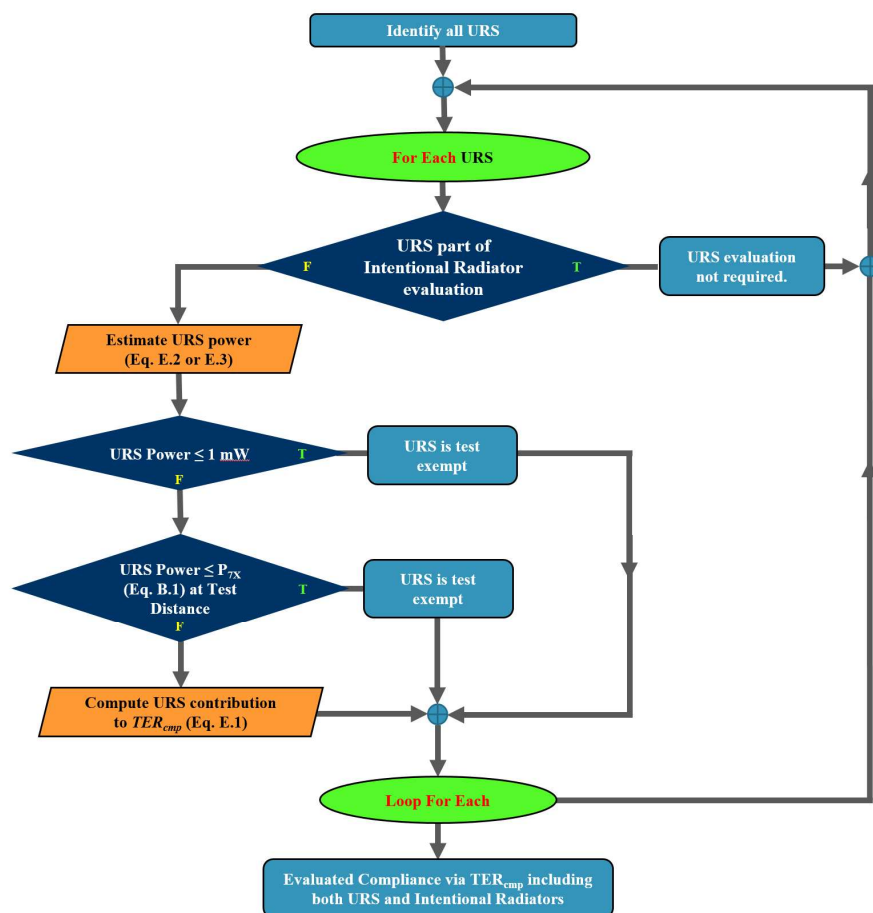 Identify all URS
For Each URS
URS part of
Intentional Radiator
evaluation
F
T
URS evaluation
not required.
Estimate URS power
(Eq. E.2 or E.3)
URS Power ≤ 1 mW
T
F
URS is test
exempt
URS Power ≤ P7X
(Eq. B.1) at Test
Distance
T
F
URS is test
exempt
Compute URS contribution
to TERcmp (Eq. E.1)
Loop For Each
Evaluated Compliance via TERcmp including
both URS and Intentional Radiators